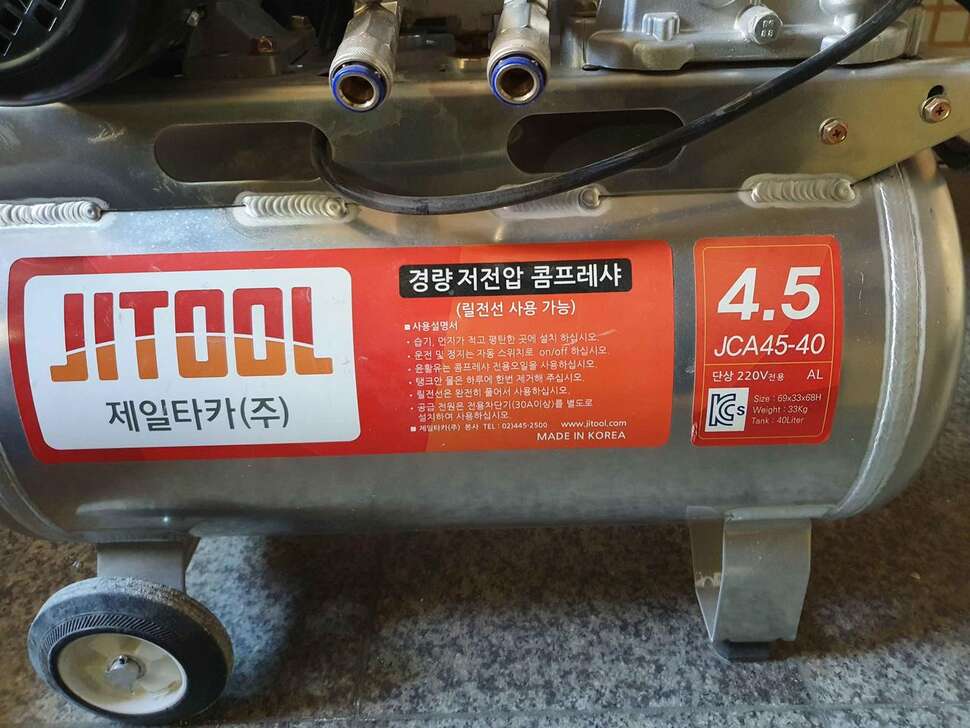 JITOOL
제일타카(주)
경량 저전압 콤프레샤
(릴전선 사용 가능)
■ 사용설명서
· 습기, 먼지가 적고 평탄한 곳에 설치 하십시오.
· 운전 및 정지는 자동 스위치로 on/off 하십시오.
· 윤활유는 콤프레샤 전용오일을 사용하십시오.
· 탱크안 물은 하루에 한번 제거해 주십시오.
· 릴전선은 완전히 풀어서 사용하십시오.
· 공급 전원은 전용차단기(30A이상)를 별도로
설치하여 사용하십시오.
■ 제일타카(주) 본사 TEL : 02)445-2500 www.jitool.com
MADE IN KOREA
4.5
JCA45-40
단상 220V전용 AL
KC s
Size : 69x33x68H
Weight : 33Kg
Tank : 40Liter